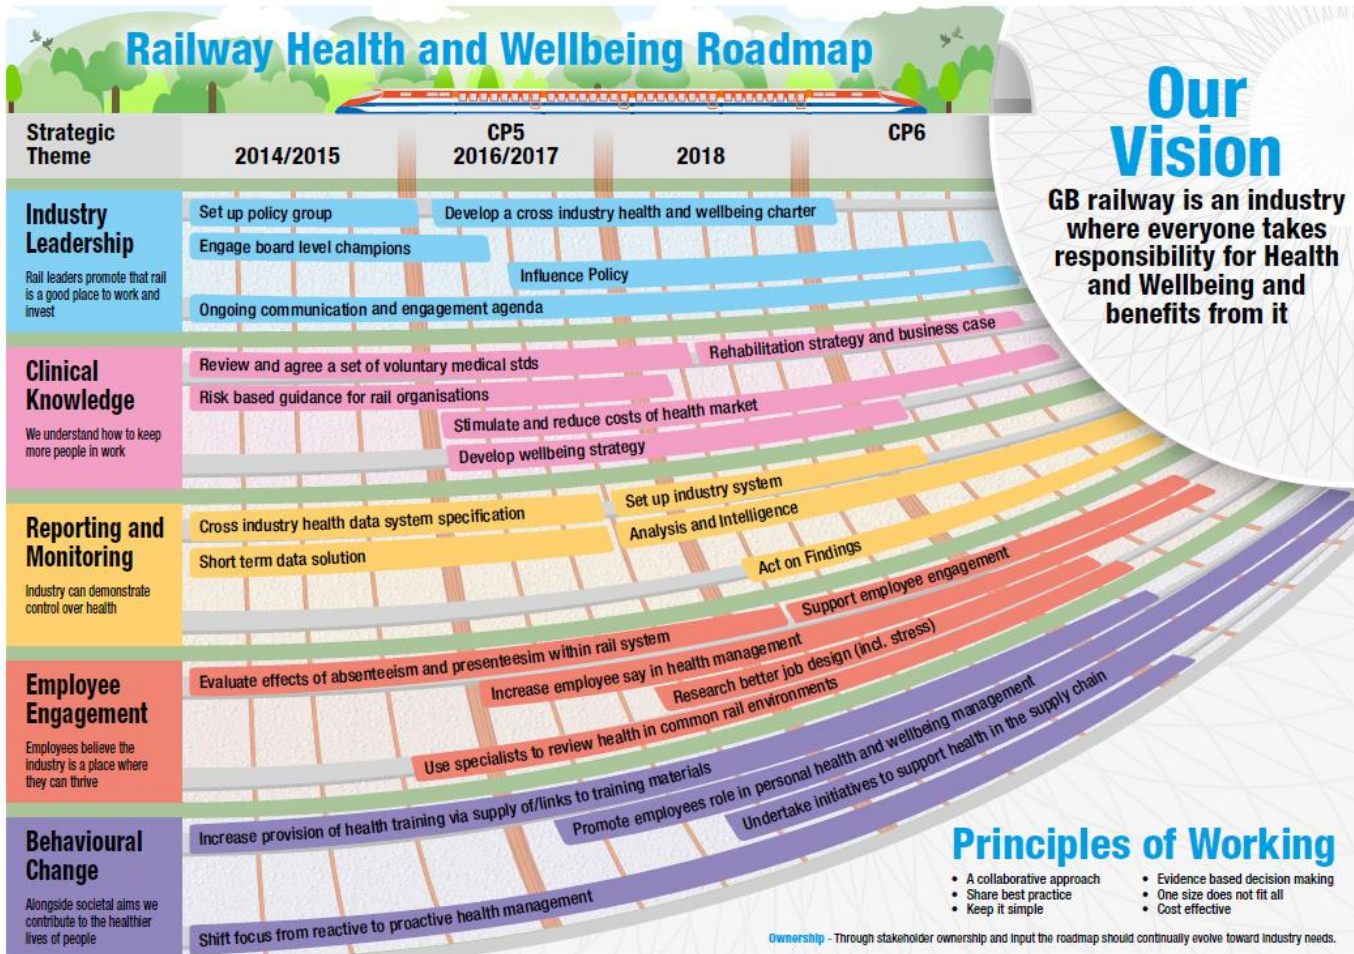 Railway Health and Wellbeing Roadmap
Our
Vision
GB railway is an industry
where everyone takes
responsibility for Health
and Wellbeing and
benefits from it
Strategic
Theme
2014/2015
CP5
2016/2017
2018
CP6
Industry
Leadership
Rail leaders promote that rail
is a good place to work and
invest
Set up policy group
Develop a cross industry health and wellbeing charter
Engage board level champions
Influence Policy
Ongoing communication and engagement agenda
Clinical
Knowledge
We understand how to keep
more people in work
Review and agree a set of voluntary medical stds
Rehabilitation strategy and business case
Risk based guidance for rail organisations
Stimulate and reduce costs of health market
Develop wellbeing strategy
Reporting and
Monitoring
Industry can demonstrate
control over health
Cross industry health data system specification
Set up industry system
Short term data solution
Analysis and Intelligence
Act on Findings
Employee
Engagement
Employees believe the
industry is a place where
they can thrive
Evaluate effects of absenteeism and presenteesim within rail system
Support employee engagement
Increase employee say in health management
Research better job design (incl. stress)
Use specialists to review health in common rail environments
Behavioural
Change
Alongside societal aims we
contribute to the healthier
lives of people
Increase provision of health training via supply of/links to training materials
Promote employees role in personal health and wellbeing management
Undertake initiatives to support health in the supply chain
Shift focus from reactive to proactive health management
Principles of Working
• A collaborative approach
• Share best practice
• Keep it simple
• Evidence based decision making
• One size does not fit all
• Cost effective
Ownership - Through stakeholder ownership and input the roadmap should continually evolve toward industry needs.